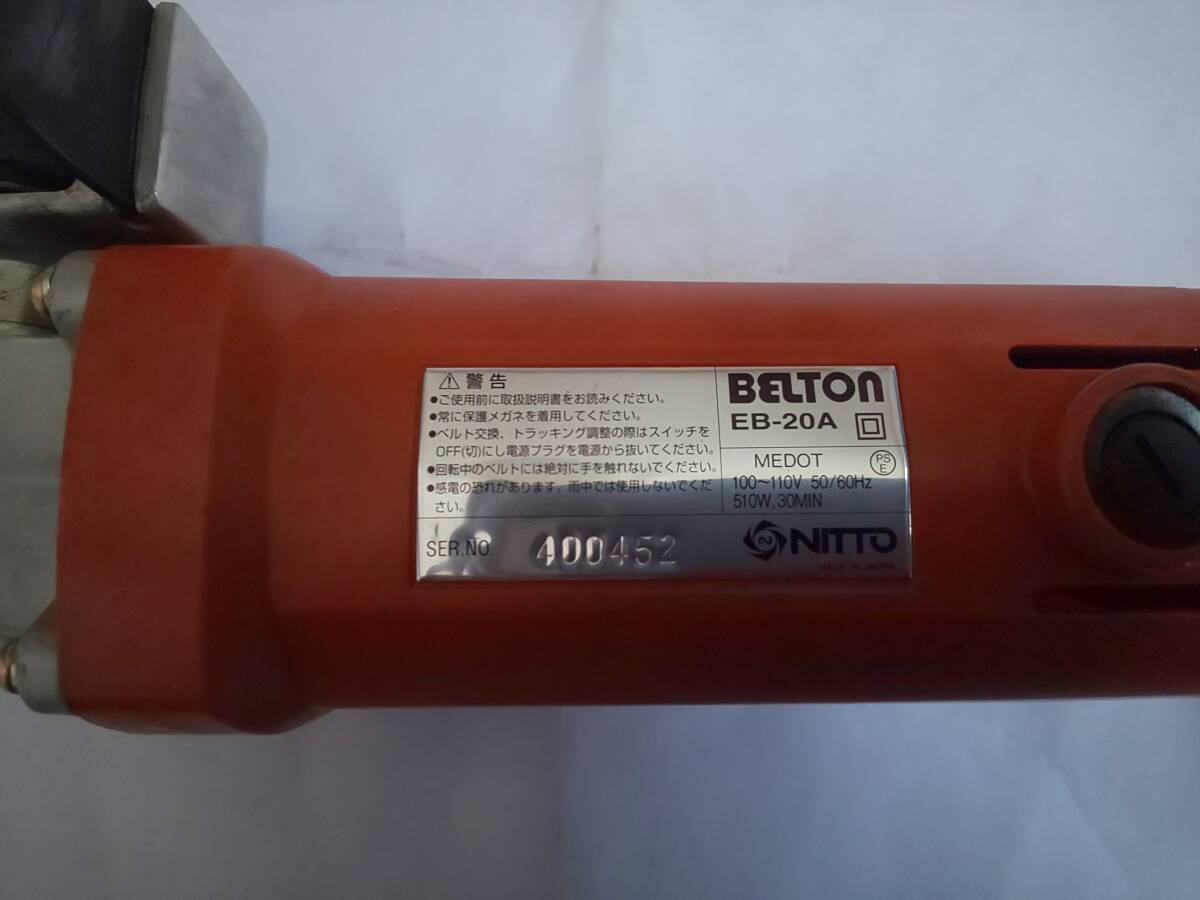 ⚠ 警告
●ご使用前に取扱説明書をお読みください。
●常に保護メガネを着用してください。
●ベルト交換、トラッキング調整の際はスイッチを
OFF(切)にし電源プラグを電源から抜いてください。
●回転中のベルトには絶対に手を触れないでください。
●感電の恐れがあります。雨中では使用しないでくだ
さい。
SER.NO. 400452
BELTON
EB-20A
MEDOT
PS
E
100~110V 50/60Hz
510W, 30MIN
NITTO
MADE IN JAPAN